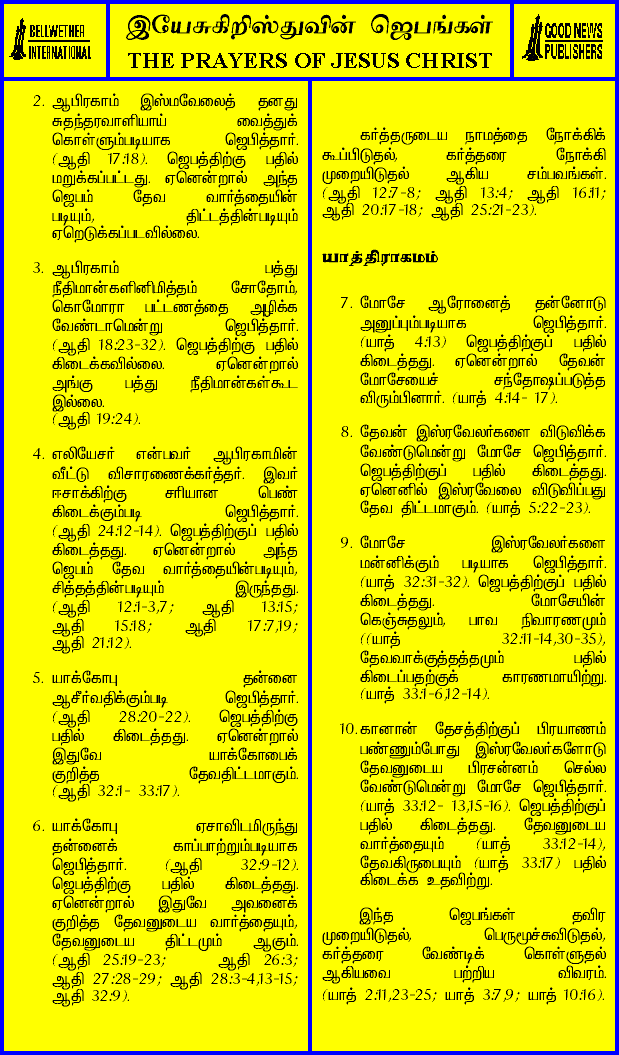 BELLWETHER
INTERNATIONAL
இயேசுகிறிஸ்துவின் ஜெபங்கள்
THE PRAYERS OF JESUS CHRIST
GOOD NEWS
PUBLISHERS
2. ஆபிரகாம் இஸ்மவேலைத் தனது
சுதந்தரவாளியாய் வைத்துக்
கொள்ளும்படியாக ஜெபித்தார்.
(ஆதி 17:18). ஜெபத்திற்கு பதில்
மறுக்கப்பட்டது. ஏனென்றால் அந்த
ஜெபம் தேவ வார்த்தையின்
படியும், திட்டத்தின்படியும்
ஏறெடுக்கப்படவில்லை.
3. ஆபிரகாம் பத்து
நீதிமான்களினிமித்தம் சோதோம்,
கொமோரா பட்டணத்தை அழிக்க
வேண்டாமென்று ஜெபித்தார்.
(ஆதி 18:23-32). ஜெபத்திற்கு பதில்
கிடைக்கவில்லை. ஏனென்றால்
அங்கு பத்து நீதிமான்கள்கூட
இல்லை.
(ஆதி 19:24).
4. எலியேசர் என்பவர் ஆபிரகாமின்
வீட்டு விசாரணைக்கர்த்தர். இவர்
ஈசாக்கிற்கு சரியான பெண்
கிடைக்கும்படி ஜெபித்தார்.
(ஆதி 24:12-14). ஜெபத்திற்குப் பதில்
கிடைத்தது. ஏனென்றால் அந்த
ஜெபம் தேவ வார்த்தையின்படியும்,
சித்தத்தின்படியும் இருந்தது.
(ஆதி 12:1-3,7; ஆதி 13:15;
ஆதி 15:18; ஆதி 17:7,19;
ஆதி 21:12).
5. யாக்கோபு தன்னை
ஆசீர்வதிக்கும்படி ஜெபித்தார்.
(ஆதி 28:20-22). ஜெபத்திற்கு
பதில் கிடைத்தது. ஏனென்றால்
இதுவே யாக்கோபைக்
குறித்த தேவதிட்டமாகும்.
(ஆதி 32:1- 33:17).
6. யாக்கோபு ஏசாவிடமிருந்து
தன்னைக் காப்பாற்றும்படியாக
ஜெபித்தார். (ஆதி 32:9-12).
ஜெபத்திற்கு பதில் கிடைத்தது.
ஏனென்றால் இதுவே அவனைக்
குறித்த தேவனுடைய வார்த்தையும்,
தேவனுடைய திட்டமும் ஆகும்.
(ஆதி 25:19-23; ஆதி 26:3;
ஆதி 27:28-29; ஆதி 28:3-4,13-15;
ஆதி 32:9).
கர்த்தருடைய நாமத்தை நோக்கிக்
கூப்பிடுதல், கர்த்தரை நோக்கி
முறையிடுதல் ஆகிய சம்பவங்கள்.
(ஆதி 12:7-8; ஆதி 13:4; ஆதி 16:11;
ஆதி 20:17-18; ஆதி 25:21-23).
யாத்திராகமம்
7. மோசே ஆரோனைத் தன்னோடு
அனுப்பும்படியாக ஜெபித்தார்.
(யாத் 4:13) ஜெபத்திற்குப் பதில்
கிடைத்தது. ஏனென்றால் தேவன்
மோசேயைச் சந்தோஷப்படுத்த
விரும்பினார். (யாத் 4:14- 17).
8. தேவன் இஸ்ரவேலர்களை விடுவிக்க
வேண்டுமென்று மோசே ஜெபித்தார்.
ஜெபத்திற்குப் பதில் கிடைத்தது.
ஏனெனில் இஸ்ரவேலை விடுவிப்பது
தேவ திட்டமாகும். (யாத் 5:22-23).
9. மோசே இஸ்ரவேலர்களை
மன்னிக்கும் படியாக ஜெபித்தார்.
(யாத் 32:31-32). ஜெபத்திற்குப் பதில்
கிடைத்தது. மோசேயின்
கெஞ்சுதலும், பாவ நிவாரணமும்
((யாத் 32:11-14,30-35),
தேவவாக்குத்தத்தமும் பதில்
கிடைப்பதற்குக் காரணமாயிற்று.
(யாத் 33:1-6,12-14).
10. கானான் தேசத்திற்குப் பிரயாணம்
பண்ணும்போது இஸ்ரவேலர்களோடு
தேவனுடைய பிரசன்னம் செல்ல
வேண்டுமென்று மோசே ஜெபித்தார்.
(யாத் 33:12- 13,15-16). ஜெபத்திற்குப்
பதில் கிடைத்தது. தேவனுடைய
வார்த்தையும் (யாத் 33:12-14),
தேவகிருபையும் (யாத் 33:17) பதில்
கிடைக்க உதவிற்று.
இந்த ஜெபங்கள் தவிர
முறையிடுதல், பெருமூச்சுவிடுதல்,
கர்த்தரை வேண்டிக் கொள்ளுதல்
ஆகியவை பற்றிய விவரம்.
(யாத் 2:11,23-25; யாத் 3:7,9; யாத் 10:16).